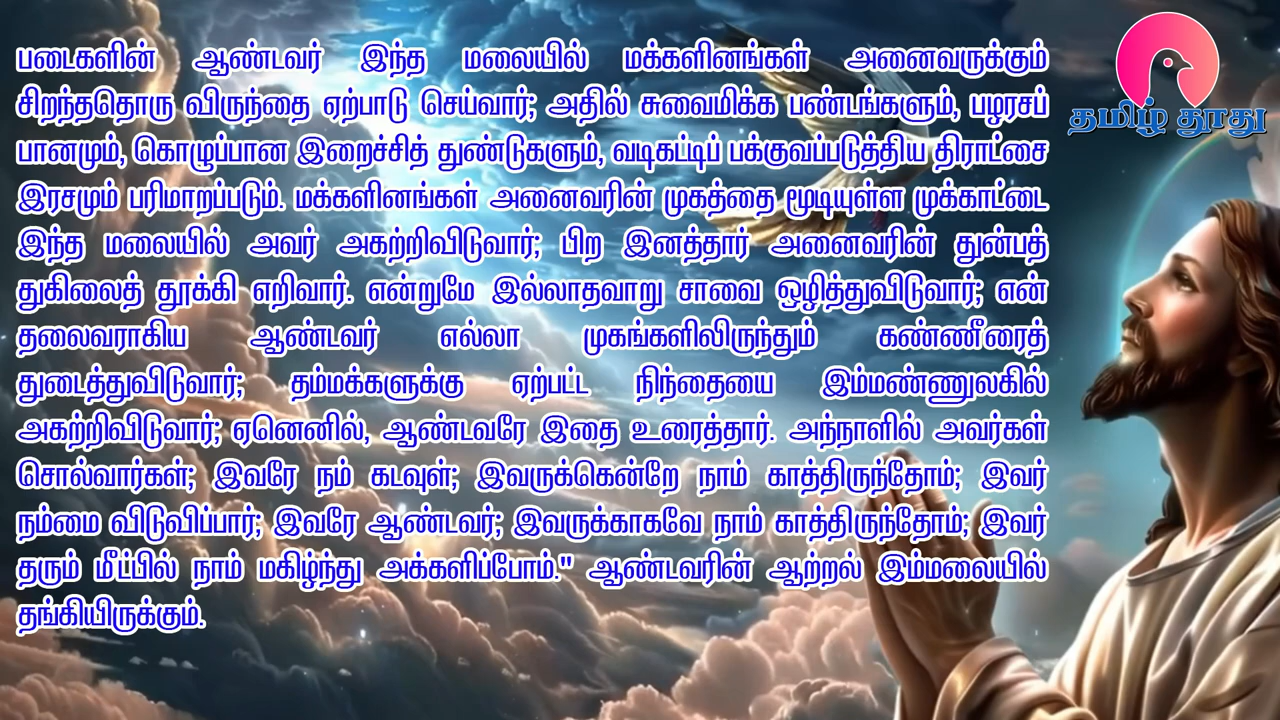 படைகளின் ஆண்டவர் இந்த மலையில் மக்களினங்கள் அனைவருக்கும்
சிறந்ததொரு விருந்தை ஏற்பாடு செய்வார்; அதில் சுவைமிக்க பண்டங்களும், பழரசப்
பானமும், கொழுப்பான இறைச்சித் துண்டுகளும், வடிகட்டிப் பக்குவப்படுத்திய திராட்சை
இரசமும் பரிமாறப்படும். மக்களினங்கள் அனைவரின் முகத்தை மூடியுள்ள முக்காட்டை
இந்த மலையில் அவர் அகற்றிவிடுவார்; பிற இனத்தார் அனைவரின் துன்பத்
துகிலைத் தூக்கி எறிவார். என்றுமே இல்லாதவாறு சாவை ஒழித்துவிடுவார்; என்
தலைவராகிய ஆண்டவர் எல்லா முகங்களிலிருந்தும் கண்ணீரைத்
துடைத்துவிடுவார்; தம்மக்களுக்கு ஏற்பட்ட நிந்தையை இம்மண்ணுலகில்
அகற்றிவிடுவார்; ஏனெனில், ஆண்டவரே இதை உரைத்தார். அந்நாளில் அவர்கள்
சொல்வார்கள்; இவரே நம் கடவுள்; இவருக்கென்றே நாம் காத்திருந்தோம்; இவர்
நம்மை விடுவிப்பார்; இவரே ஆண்டவர்; இவருக்காகவே நாம் காத்திருந்தோம்; இவர்
தரும் மீட்பில் நாம் மகிழ்ந்து அக்களிப்போம்." ஆண்டவரின் ஆற்றல் இம்மலையில்
தங்கியிருக்கும்.
தமிழ் தூது